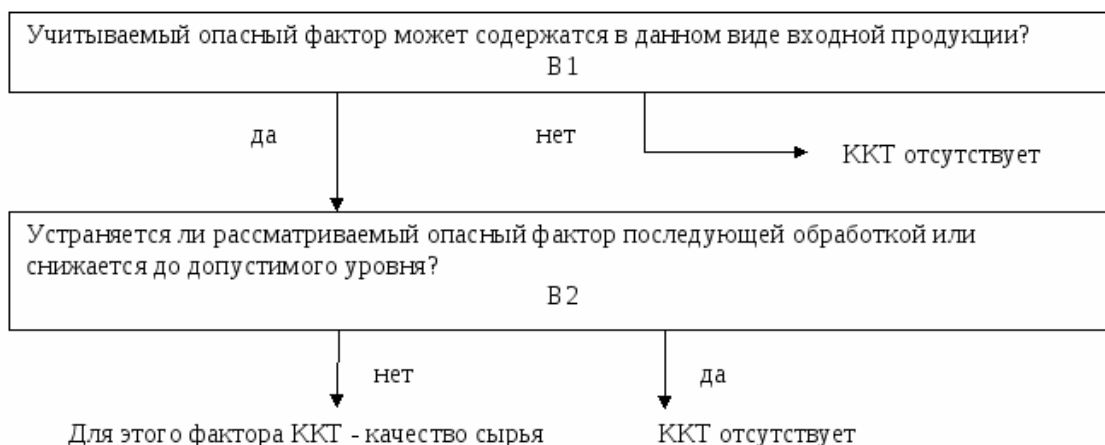 Учитываемый опасный фактор может содержатся в данном виде входной продукции?
В 1
да
нет
ККТ отсутствует
Устраняется ли рассматриваемый опасный фактор последующей обработкой или
снижается до допустимого уровня?
В 2
нет
да
Для этого фактора ККТ - качество сырья
ККТ отсутствует